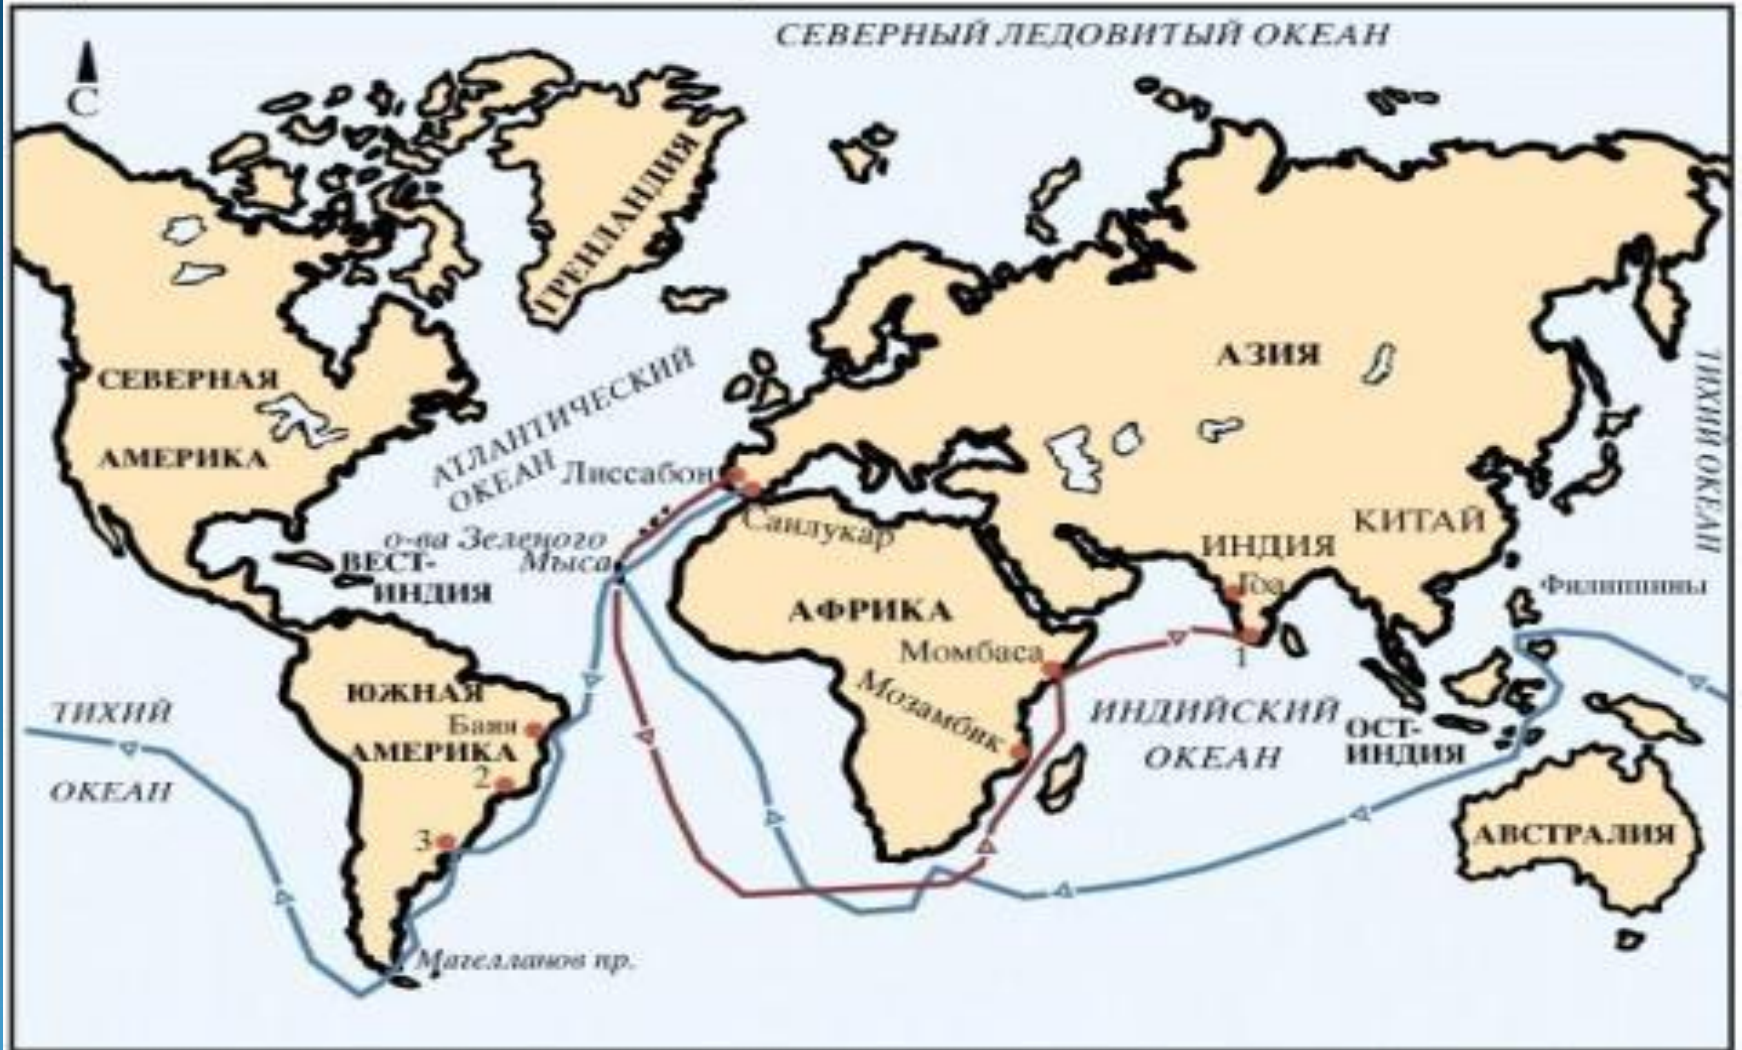 СЕВЕРНЫЙ ЛЕДОВИТЫЙ ОКЕАН
С
ГРЕНЛАНДИЯ
СЕВЕРНАЯ
АМЕРИКА
АТЛАНТИЧЕСКИЙ
ОКЕАН
АЗИЯ
ТИХИЙ ОКЕАН
Лиссабон
Санлукар
о-ва Зеленого
Мыса
ВЕСТ-
ИНДИЯ
КИТАЙ
ИНДИЯ
Гоа
Филиппины
АФРИКА
Момбаса
1
Мозамбик
ЮЖНАЯ
Баия
АМЕРИКА
2
3
ТИХИЙ
ОКЕАН
ИНДИЙСКИЙ
ОКЕАН
ОСТ-
ИНДИЯ
АВСТРАЛИЯ
Магелланов пр.